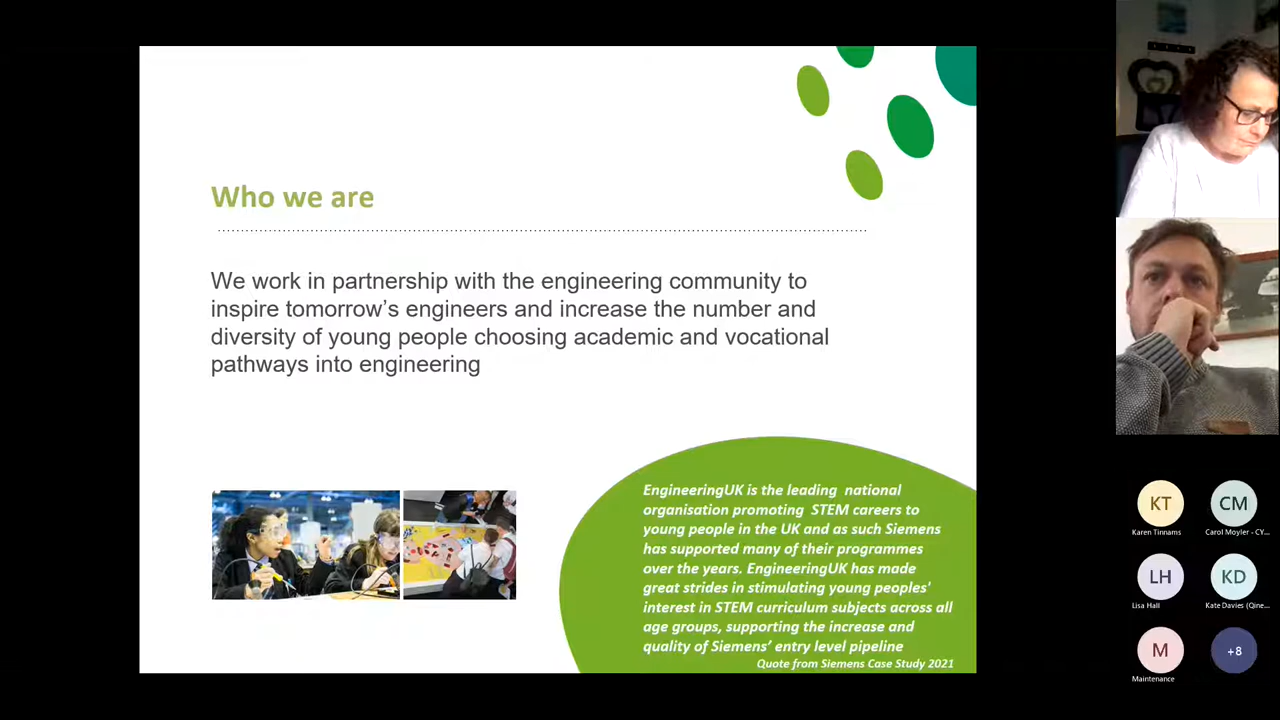 Who we are
We work in partnership with the engineering community to
inspire tomorrow's engineers and increase the number and
diversity of young people choosing academic and vocational
pathways into engineering
EngineeringUK is the leading national
organisation promoting STEM careers to
young people in the UK and as such Siemens
has supported many of their programmes
over the years. EngineeringUK has made
great strides in stimulating young peoples'
interest in STEM curriculum subjects across all
age groups, supporting the increase and
quality of Siemens' entry level pipeline
Quote from Siemens Case Study 2021
KT
Karen Tinnams
CM
Carol Moyler - CY...
LH
Lisa Hall
KD
Kate Davies (Qine...
M
Maintenance
+8